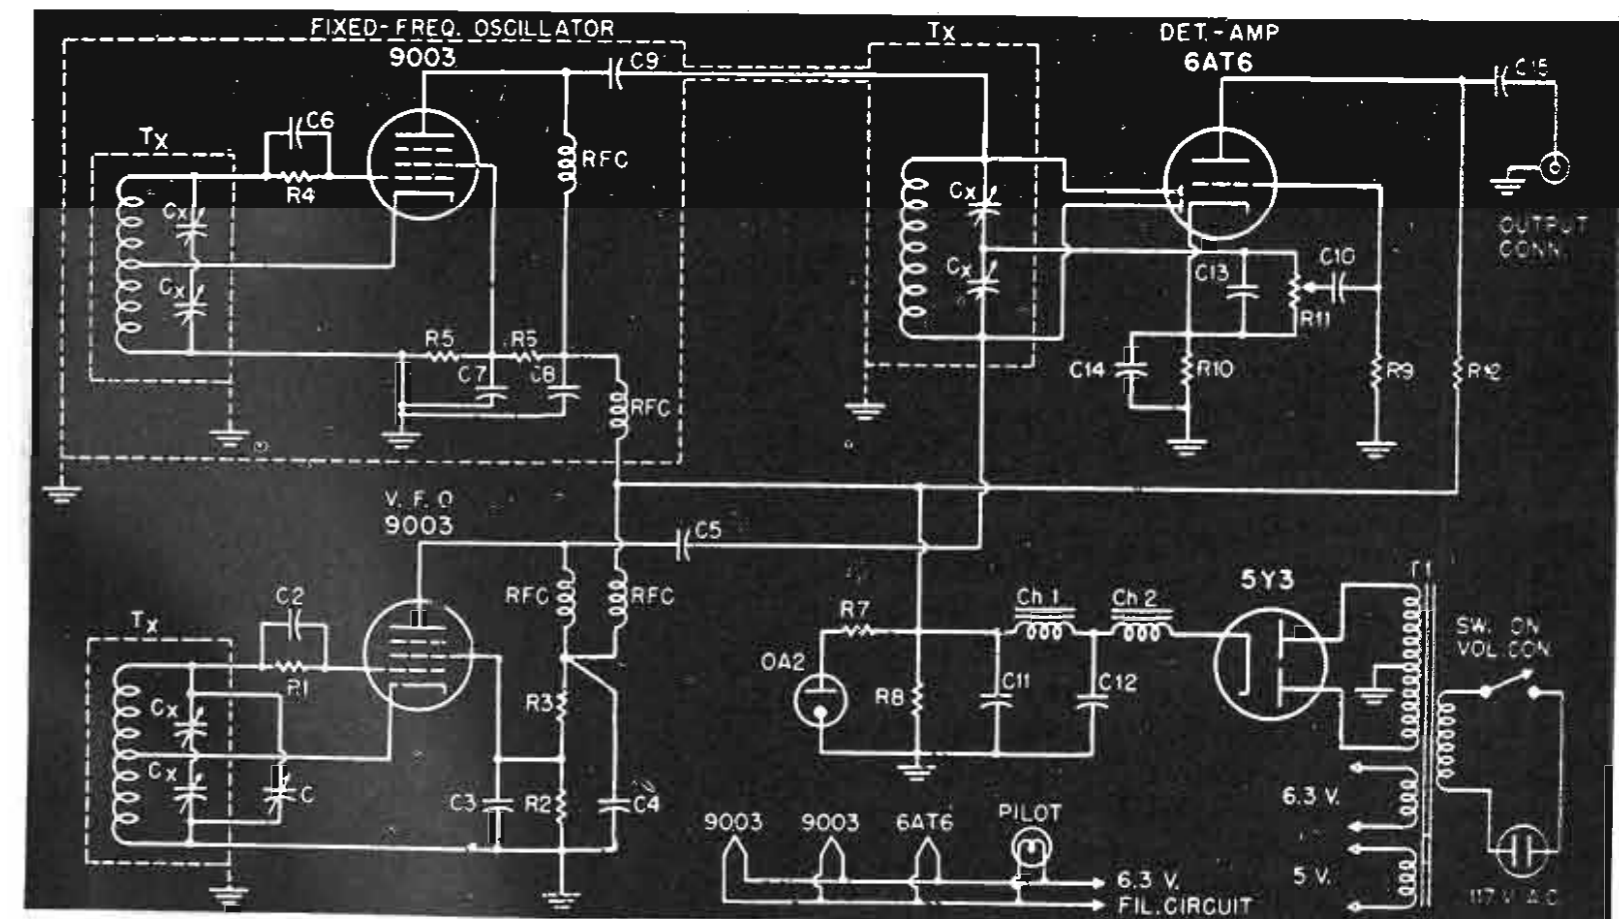 FIXED-FREQ. OSCILLATOR
9003
C9
Tx
DET.-AMP
6AT6
C15
Tx
C6
R4
RFC
Cx
Cx
Cx
Cx
C13
C10
R11
OUTPUT
CONN.
R5
R5
C7
C8
RFC
C14
R10
R9
R12
V. F. O
9003
C5
RFC
RFC
C2
R1
Tx
Cx
Cx
C
R3
C3
R2
C4
R7
OA2
R8
Ch 1
Ch 2
C11
C12
5Y3
T1
SW. ON
VOL.CON.
6.3 V.
5 V.
117 V. A.C.
9003
9003
6AT6
PILOT
6.3 V.
FIL.CIRCUIT